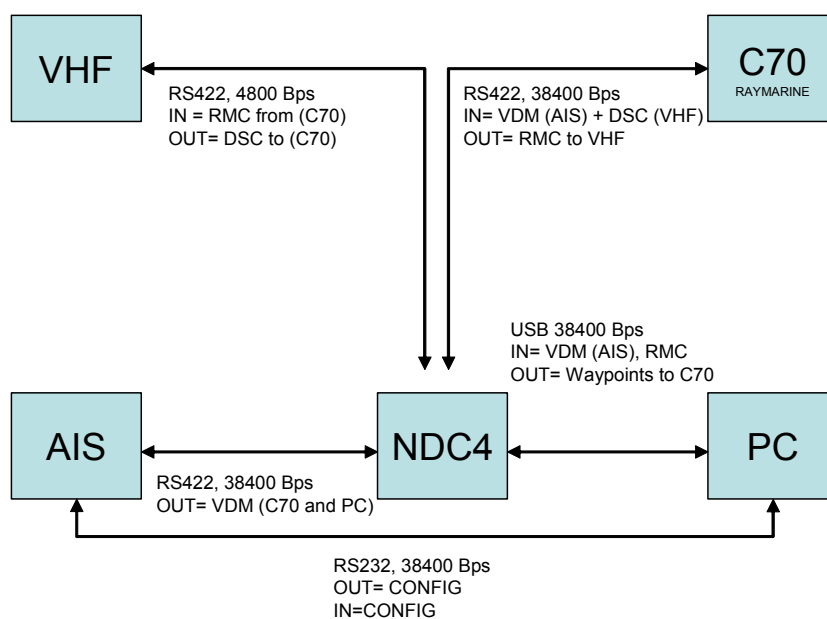 VHF
C70
RAYMARINE
RS422, 4800 Bps
IN = RMC from (C70)
OUT= DSC to (C70)
RS422, 38400 Bps
IN= VDM (AIS) + DSC (VHF)
OUT= RMC to VHF
USB 38400 Bps
IN= VDM (AIS), RMC
OUT= Waypoints to C70
AIS
NDC4
PC
RS422, 38400 Bps
OUT= VDM (C70 and PC)
RS232, 38400 Bps
OUT= CONFIG
IN=CONFIG